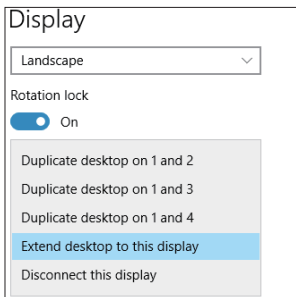 Display
Landscape
Rotation lock
On
Duplicate desktop on 1 and 2
Duplicate desktop on 1 and 3
Duplicate desktop on 1 and 4
Extend desktop to this display
Disconnect this display